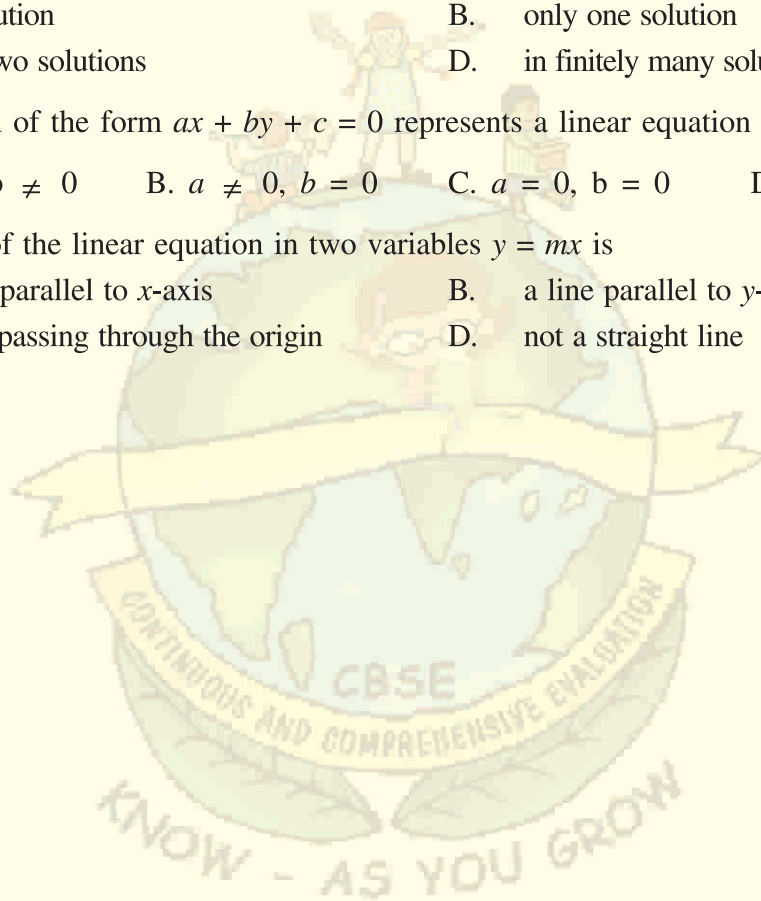 ution B. only one solution
wo solutions D. in finitely many solu
of the form ax + by + c = 0 represents a linear equation
≠ 0 B. a ≠ 0, b = 0 C. a = 0, b = 0 D
f the linear equation in two variables y = mx is
parallel to x-axis B. a line parallel to y-
passing through the origin D. not a straight line
CBSE
CONTINUOUS AND COMPREHENSIVE EVALUATION
KNOW - AS YOU GROW